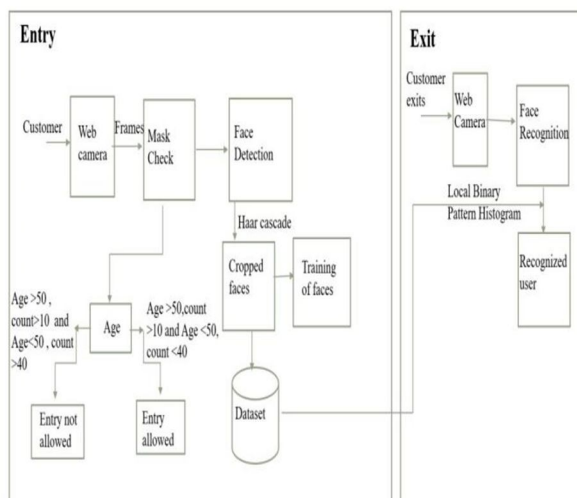 Entry
Customer
Web
camera
Frames
Mask
Check
Face
Detection
Haar cascade
Cropped
faces
Training
of faces
Age >50 ,
count>10 and
Age<50 , count
>40
Age
Age >50,count
>10 and Age <50,
count <40
Entry not
allowed
Entry
allowed
Dataset
Exit
Customer
exits
Web
Camera
Face
Recognition
Local Binary
Pattern Histogram
Recognized
user